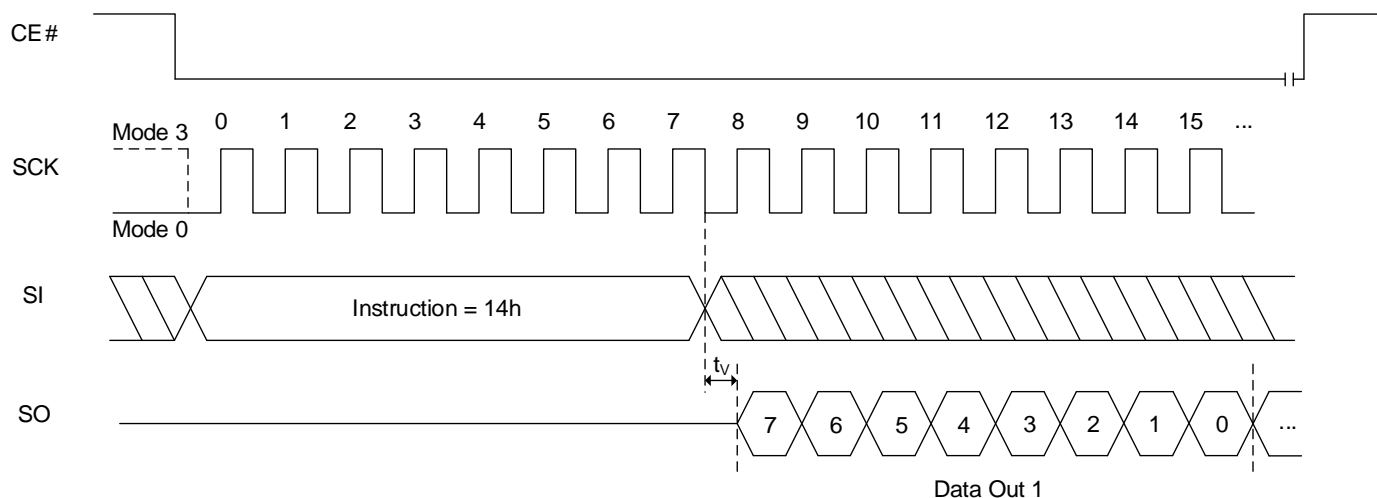 CE#
0 1 2 3 4 5 6 7 8 9 10 11 12 13 14 15 ...
Mode 3
SCK
Mode 0
SI
Instruction = 14h
tV
SO
7 6 5 4 3 2 1 0 ...
Data Out 1